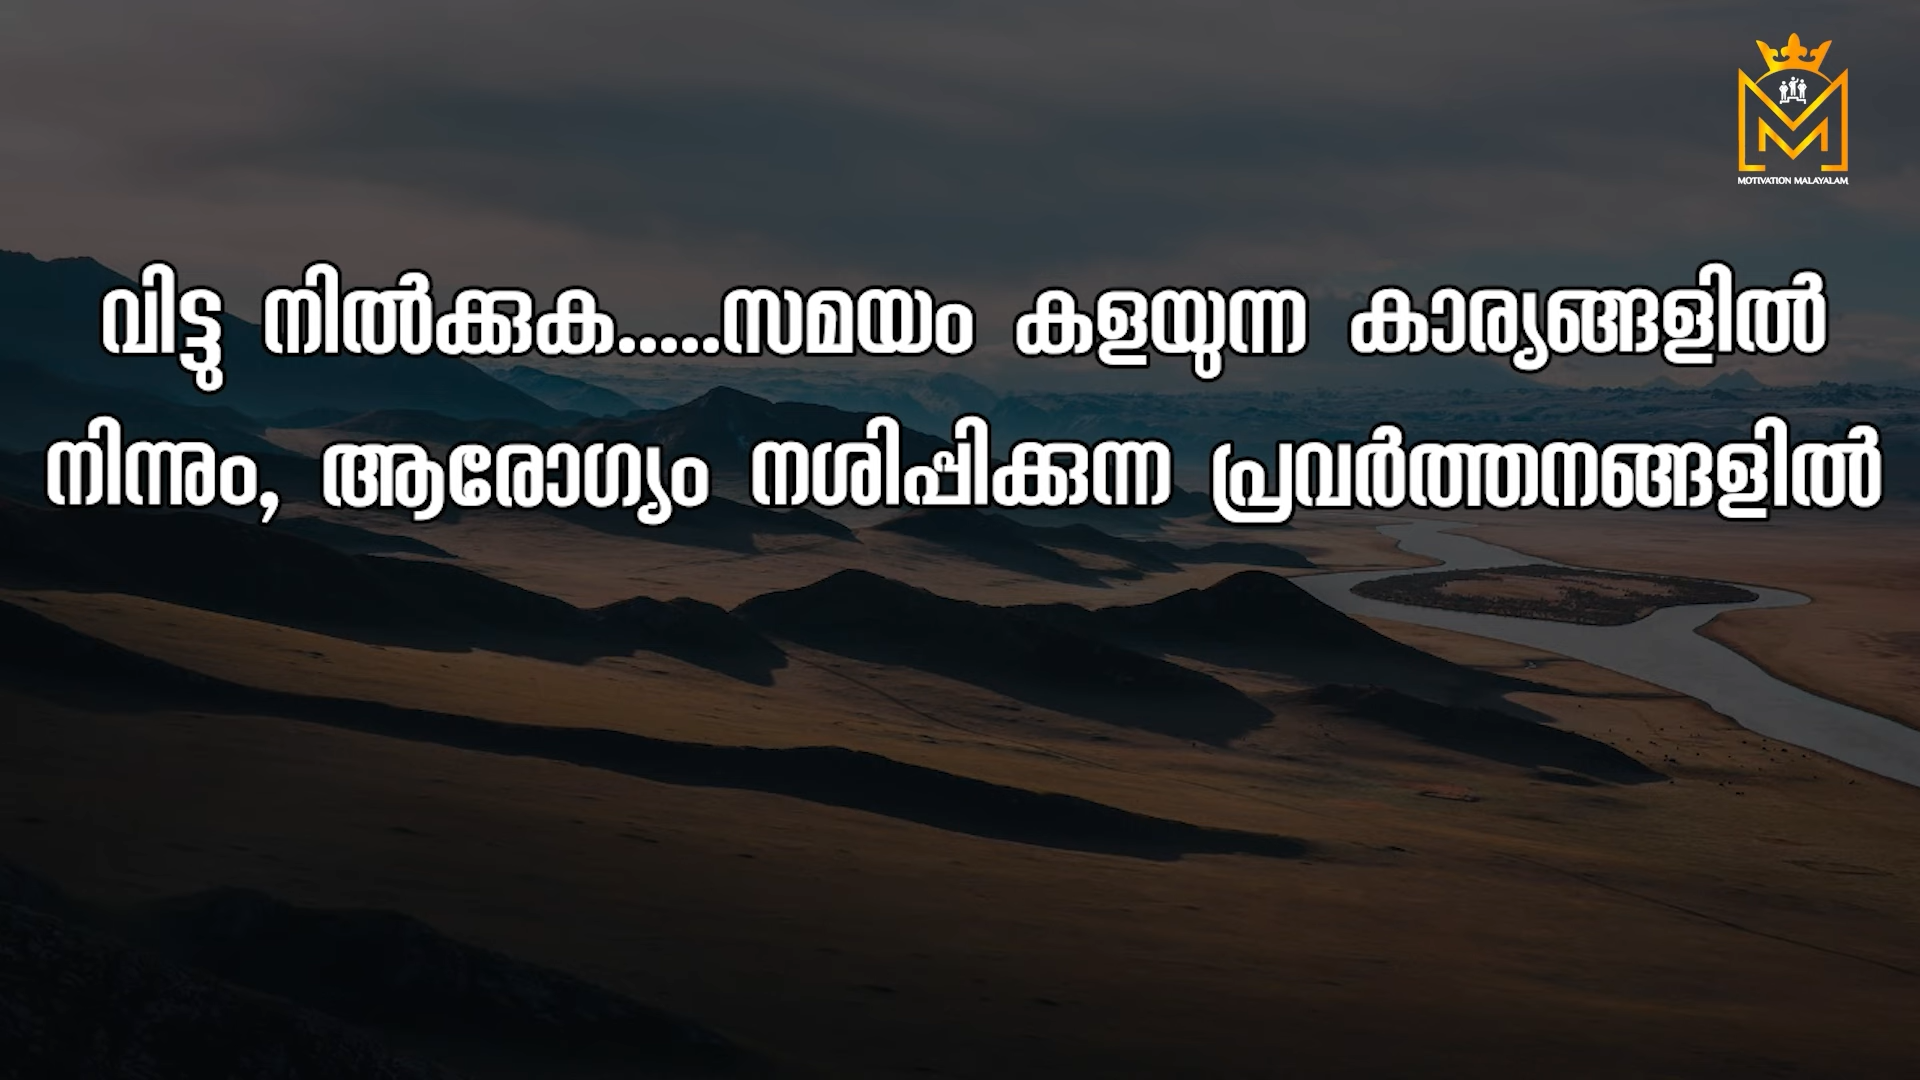 MOTIVATION MALAYALAM
വിട്ടു നിൽക്കുക.....സമയം കളയുന്ന കാര്യങ്ങളിൽ
നിന്നും, ആരോഗ്യം നശിപ്പിക്കുന്ന പ്രവർത്തനങ്ങളിൽ